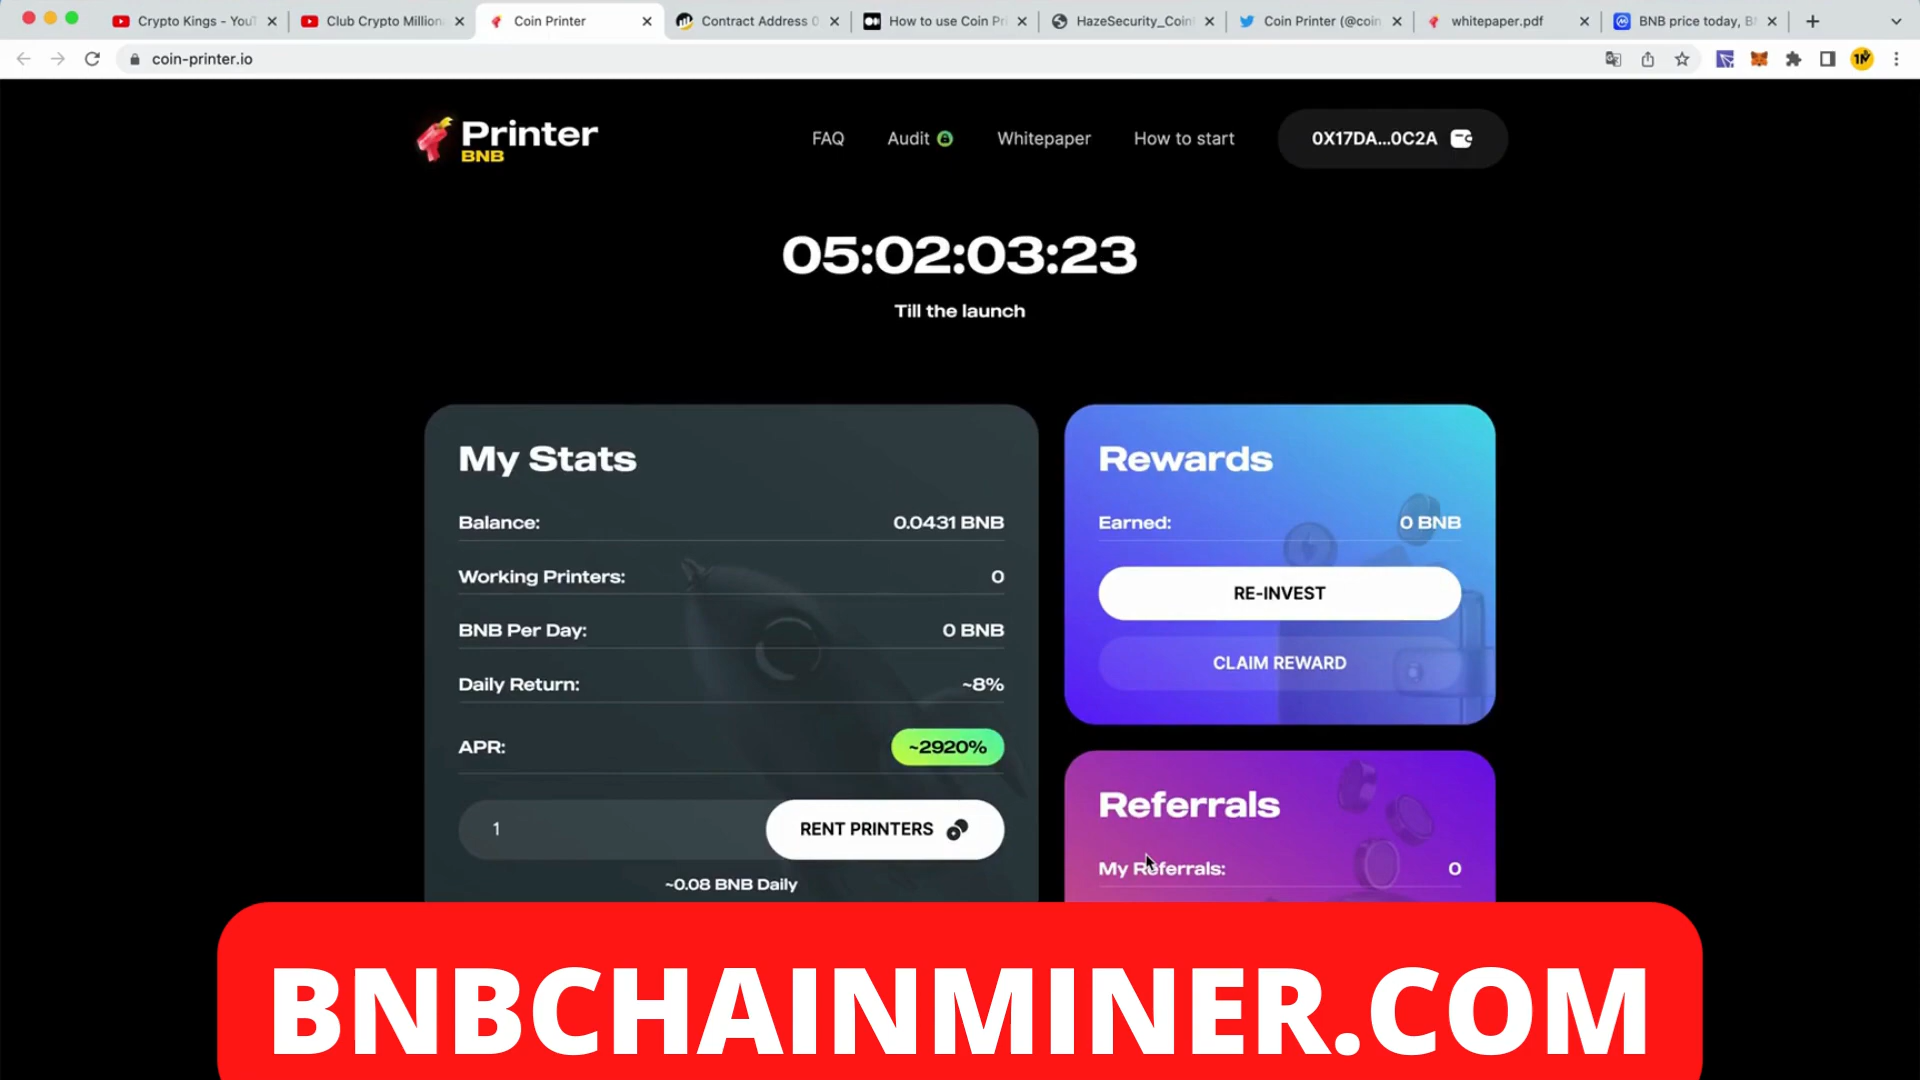 Crypto Kings - YouT
Club Crypto Million
Coin Printer
Contract Address 0
How to use Coin Pri
HazeSecurity_Coin
Coin Printer (@coin
whitepaper.pdf
BNB price today, B
coin-printer.io
Printer
BNB
FAQ
Audit
Whitepaper
How to start
0X17DA...0C2A
05:02:03:23
Till the launch
My Stats
Balance: 0.0431 BNB
Working Printers: 0
BNB Per Day: 0 BNB
Daily Return: ~8%
APR: ~2920%
1
RENT PRINTERS
~0.08 BNB Daily
Rewards
Earned: 0 BNB
RE-INVEST
CLAIM REWARD
Referrals
My Referrals: 0
BNBCHAINMINER.COM